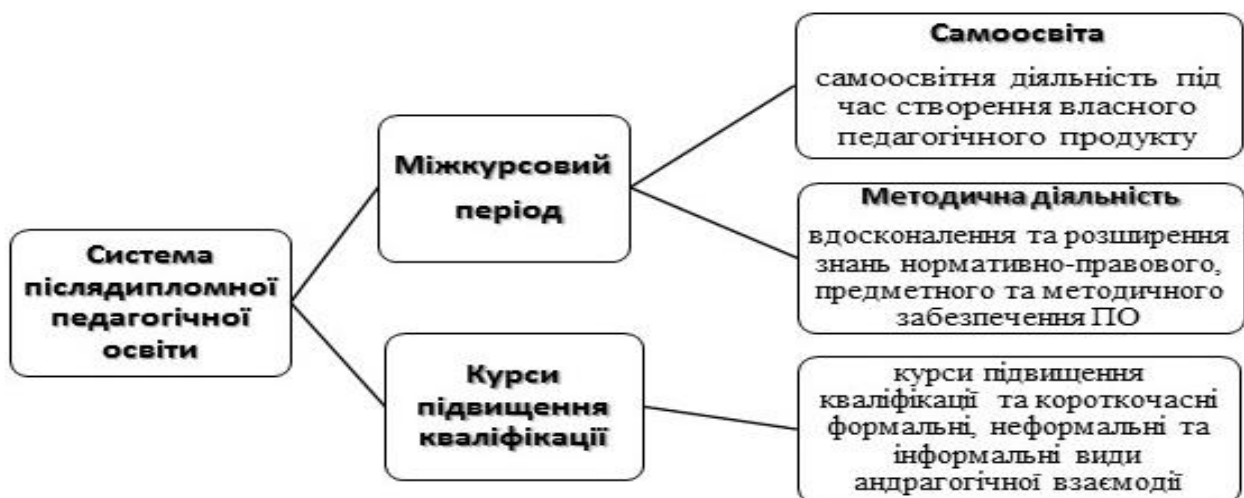 Система
післядипломної
педагогічної
освіти
Міжкурсовий
період
Курси
підвищення
кваліфікації
Самоосвіта
самоосвітня діяльність під
час створення власного
педагогічного продукту
Методична діяльність
вдосконалення та розширення
знань нормативно-правового,
предметного та методичного
забезпечення ПО
курси підвищення
кваліфікації та короткочасні
формальні, неформальні та
інформальні види
андрагогічної взаємодії